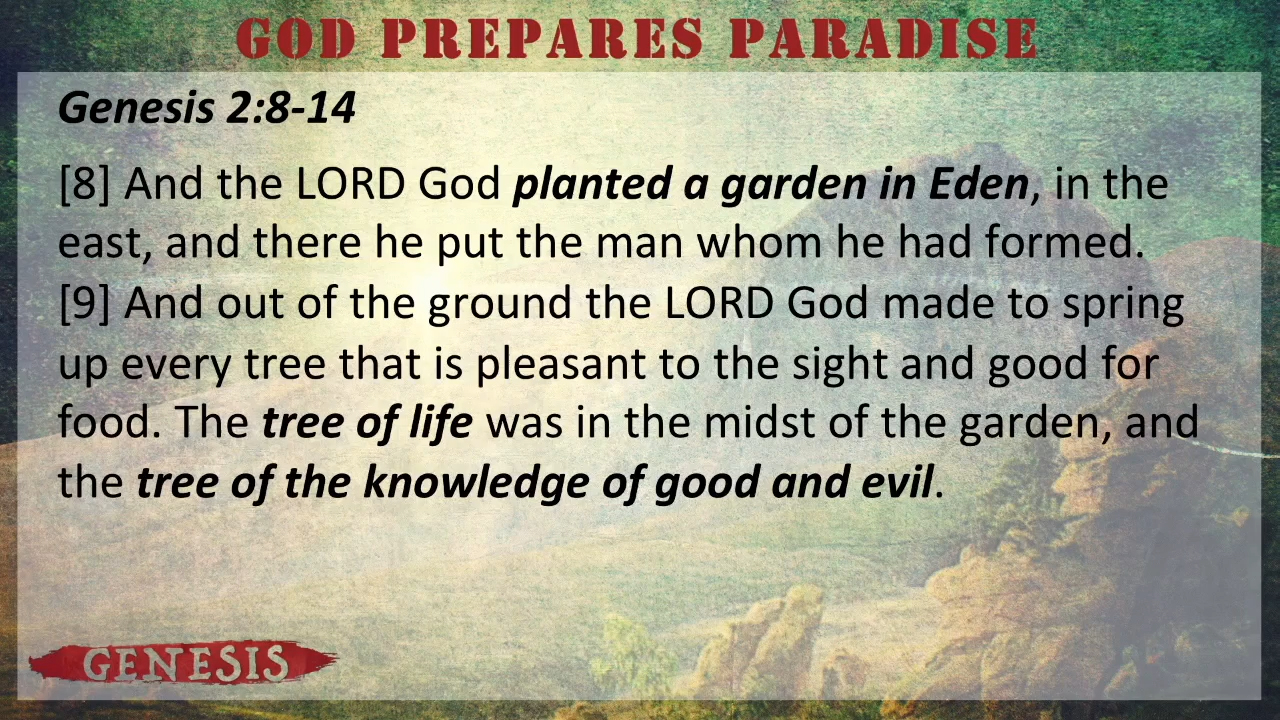 GOD PREPARES PARADISE
Genesis 2:8-14
[8] And the LORD God planted a garden in Eden, in the
east, and there he put the man whom he had formed.
[9] And out of the ground the LORD God made to spring
up every tree that is pleasant to the sight and good for
food. The tree of life was in the midst of the garden, and
the tree of the knowledge of good and evil.
GENESIS